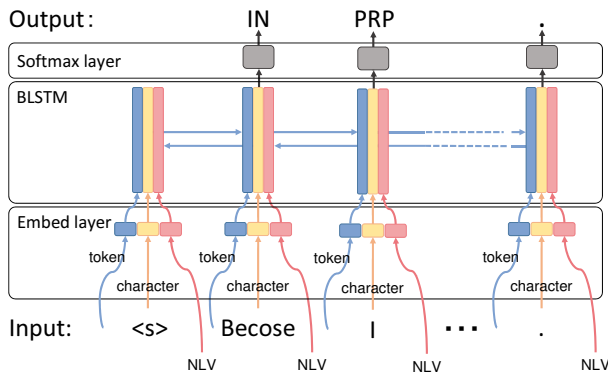 Output: IN PRP .
Softmax layer
BLSTM
Embed layer
token token token token
character character character character
Input: <s> Becose I ... .
NLV NLV NLV NLV